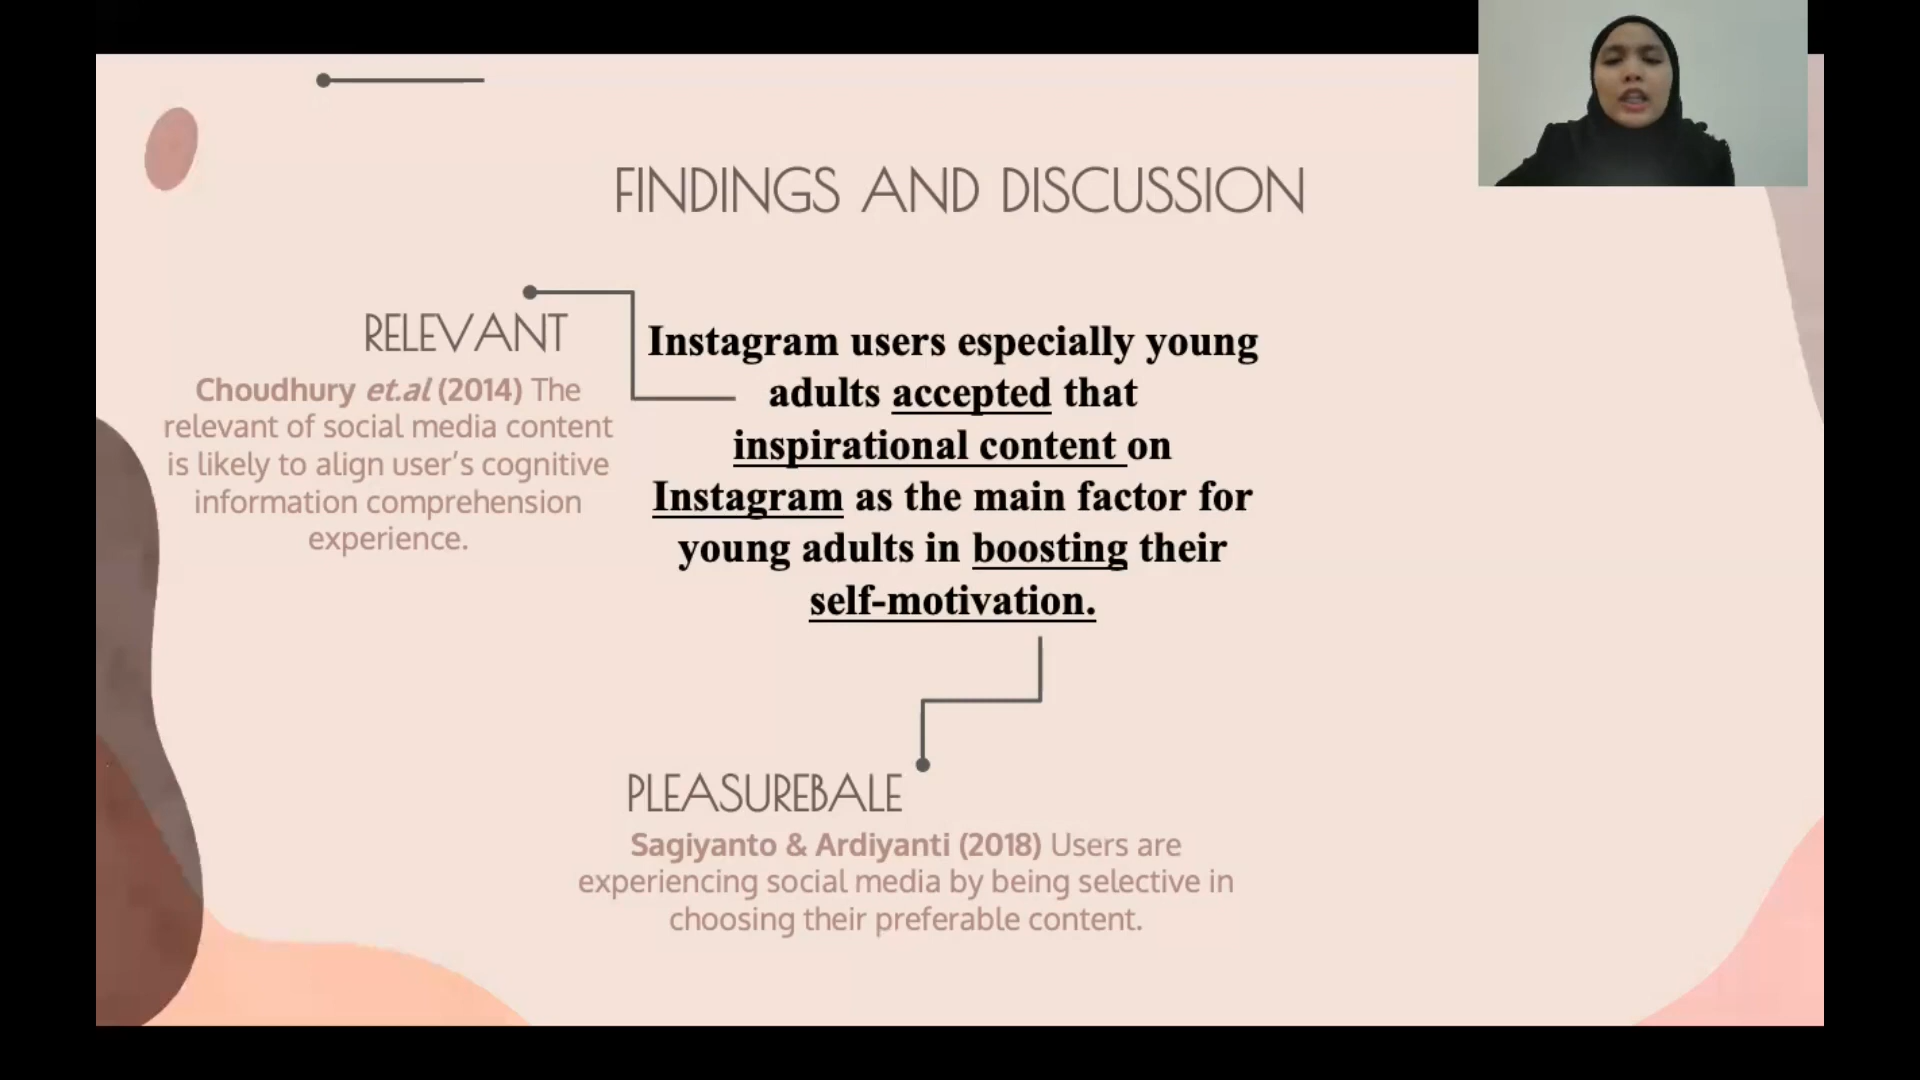 FINDINGS AND DISCUSSION
RELEVANT
Choudhury et.al (2014) The
relevant of social media content
is likely to align user’s cognitive
information comprehension
experience.
Instagram users especially young
adults accepted that
inspirational content on
Instagram as the main factor for
young adults in boosting their
self-motivation.
PLEASUREBALE
Sagiyanto & Ardiyanti (2018) Users are
experiencing social media by being selective in
choosing their preferable content.